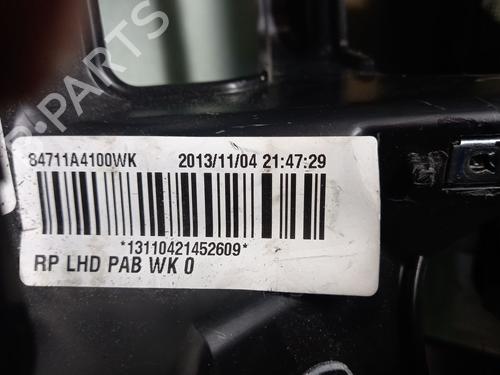 B-PARTS
84711A4100WK 2013/11/04 21:47:29
*13110421452609*
RP LHD PAB WK 0